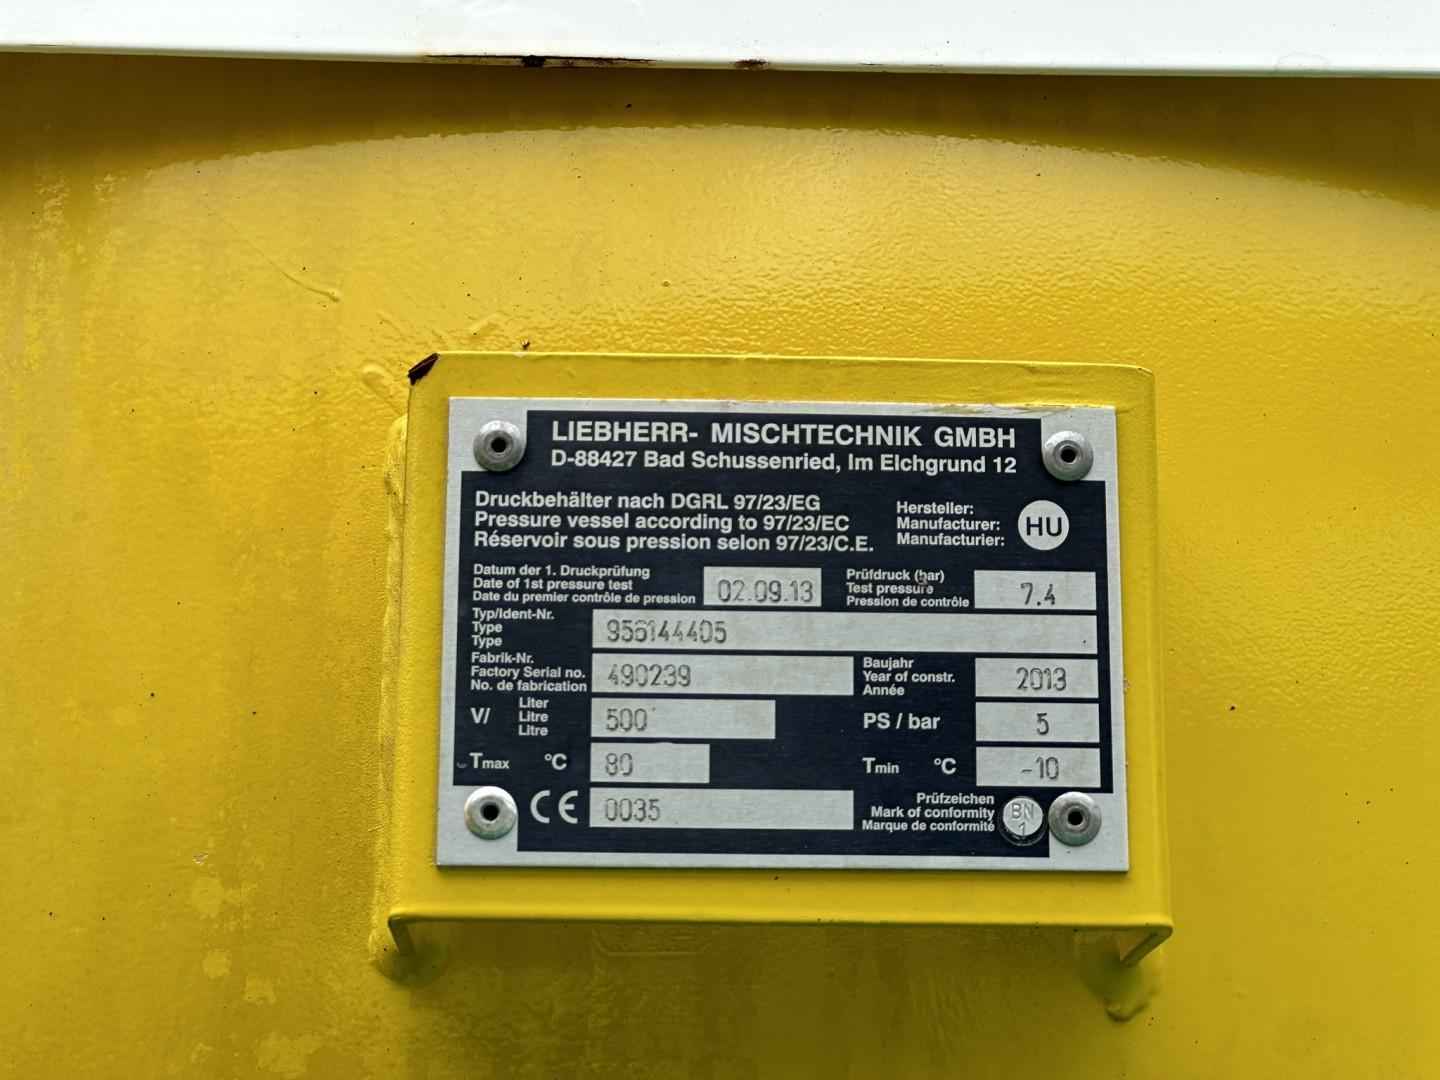 LIEBHERR- MISCHTECHNIK GMBH
D-88427 Bad Schussenried, Im Elchgrund 12
Druckbehälter nach DGRL 97/23/EG
Pressure vessel according to 97/23/EC
Réservoir sous pression selon 97/23/C.E.
Hersteller:
Manufacturer:
Manufacturier:
HU
Datum der 1. Druckprüfung
Date of 1st pressure test
Date du premier contrôle de pression
02.09.13
Prüfdruck (bar)
Test pressure
Pression de contrôle
7.4
Typ/Ident-Nr.
Type
Type
956144405
Fabrik-Nr.
Factory Serial no.
No. de fabrication
490239
Baujahr
Year of constr.
Année
2013
V/
Liter
Litre
Litre
500
PS / bar
5
Tmax °C
80
Tmin °C
-10
CE
0035
Prüfzeichen
Mark of conformity
Marque de conformité
BN
1